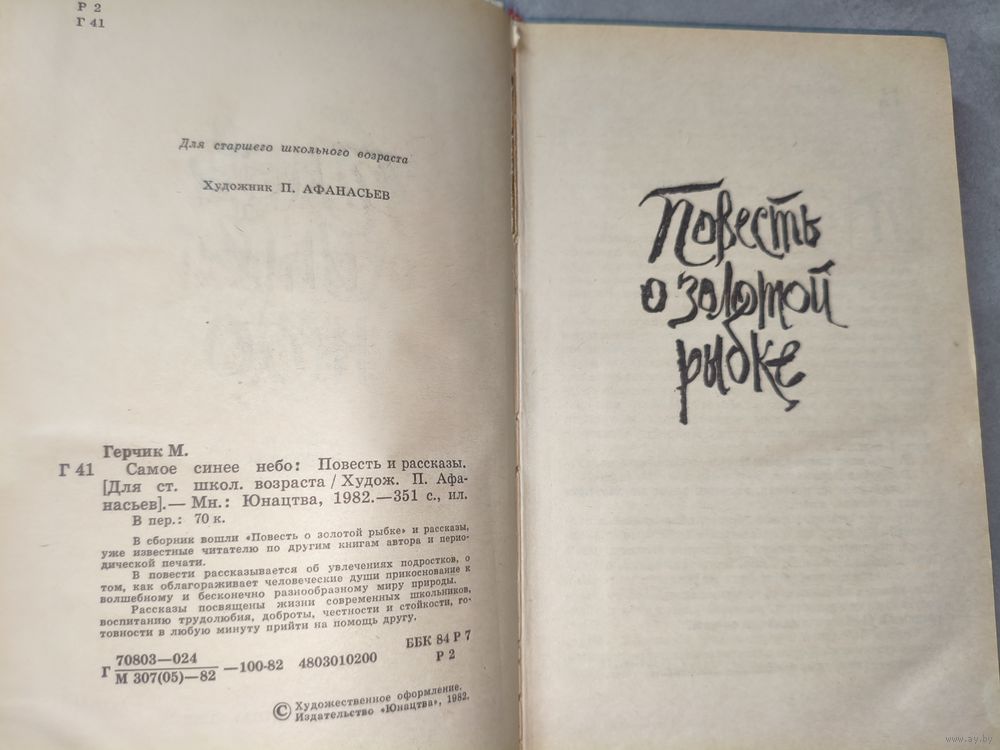 Р 2
Г 41
Для старшего школьного возраста
Художник П. АФАНАСЬЕВ
Герчик М.
Г 41 Самое синее небо: Повесть и рассказы.
[Для ст. школ. возраста / Худож. П. Афа-
насьев].— Мн.: Юнацтва, 1982.—351 с., ил.
В пер.: 70 к.
В сборник вошли «Повесть о золотой рыбке» и рассказы,
уже известные читателю по другим книгам автора и перио-
дической печати.
В повести рассказывается об увлечениях подростков, о
том, как облагораживает человеческие души прикосновение к
волшебному и бесконечно разнообразному миру природы.
Рассказы посвящены жизни современных школьников,
воспитанию трудолюбия, доброты, честности и стойкости, го-
товности в любую минуту прийти на помощь другу.
Г 70803—024
М 307(05)—82 —100-82 4803010200
ББК 84 Р 7
Р 2
© Художественное оформление.
Издательство «Юнацтва», 1982.
Повесть
о золотой
рыбке
www.ay.by